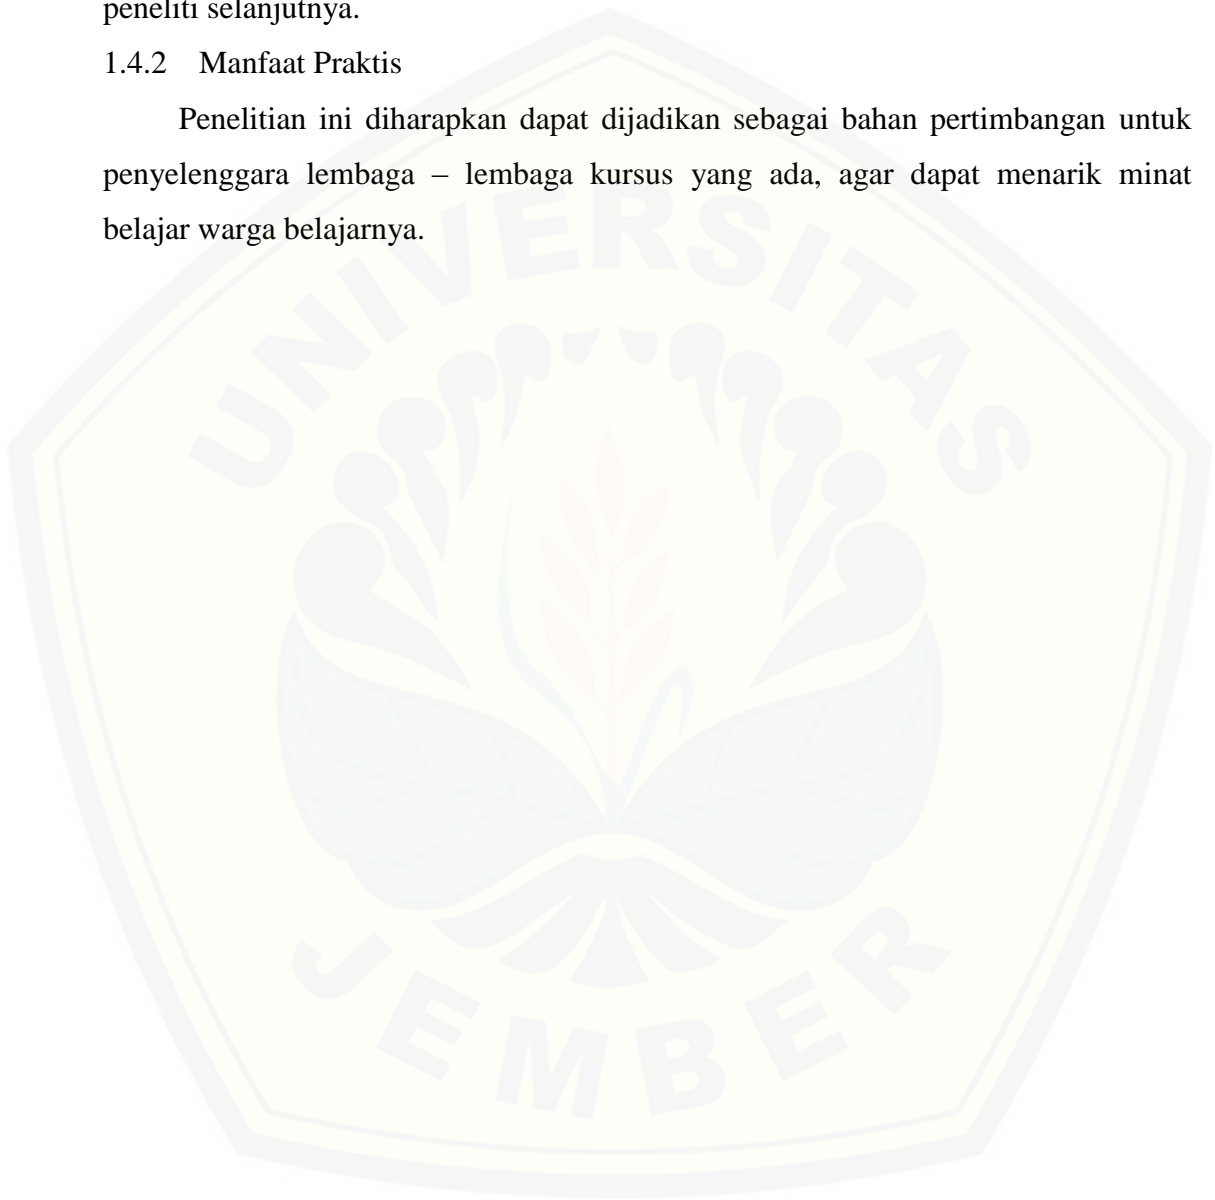 peneliti selanjutnya.
1.4.2 Manfaat Praktis
Penelitian ini diharapkan dapat dijadikan sebagai bahan pertimbangan untuk
penyelenggara lembaga – lembaga kursus yang ada, agar dapat menarik minat
belajar warga belajarnya.
UNIVERSITAS
JEMBER